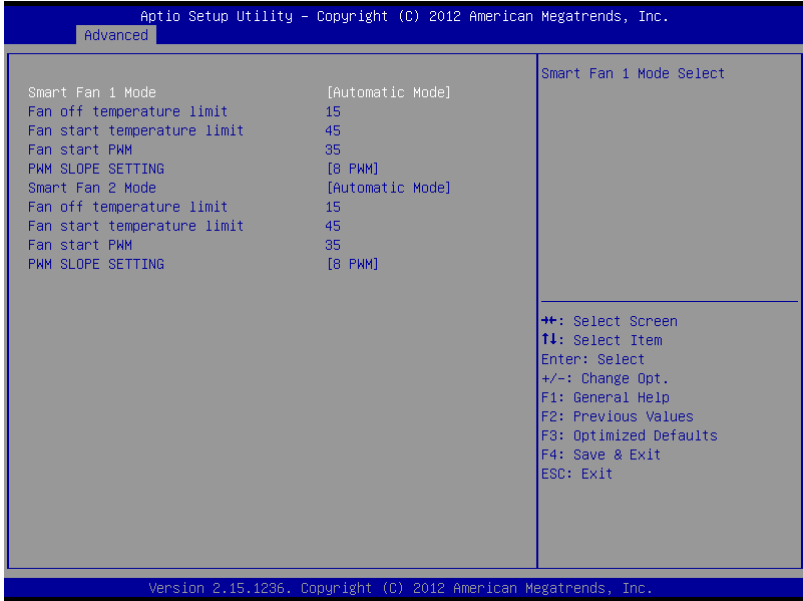 Aptio Setup Utility – Copyright (C) 2012 American Megatrends, Inc.
Advanced
Smart Fan 1 Mode [Automatic Mode]
Fan off temperature limit 15
Fan start temperature limit 45
Fan start PWM 35
PWM SLOPE SETTING [8 PWM]
Smart Fan 2 Mode [Automatic Mode]
Fan off temperature limit 15
Fan start temperature limit 45
Fan start PWM 35
PWM SLOPE SETTING [8 PWM]
Smart Fan 1 Mode Select
→←: Select Screen
↑↓: Select Item
Enter: Select
+/-: Change Opt.
F1: General Help
F2: Previous Values
F3: Optimized Defaults
F4: Save & Exit
ESC: Exit
Version 2.15.1236. Copyright (C) 2012 American Megatrends, Inc.